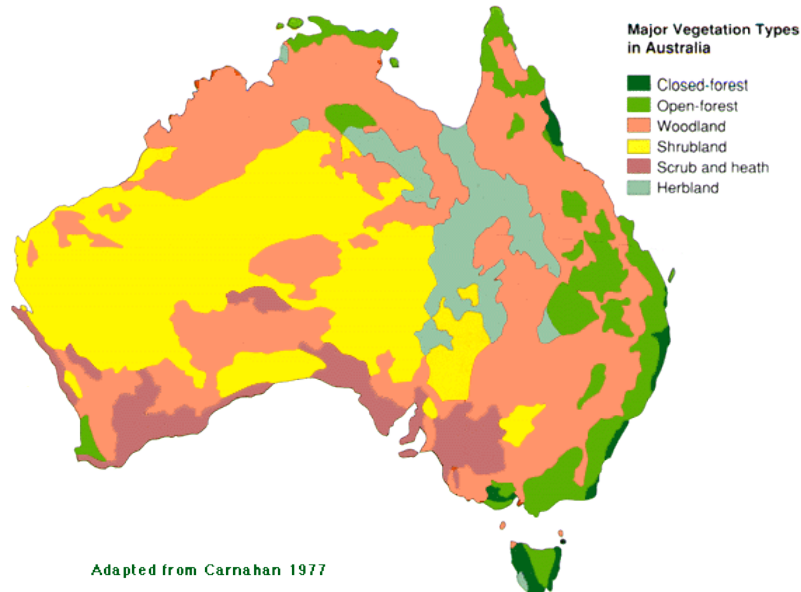 Major Vegetation Types
in Australia
Closed-forest
Open-forest
Woodland
Shrubland
Scrub and heath
Herbland
Adapted from Carnahan 1977